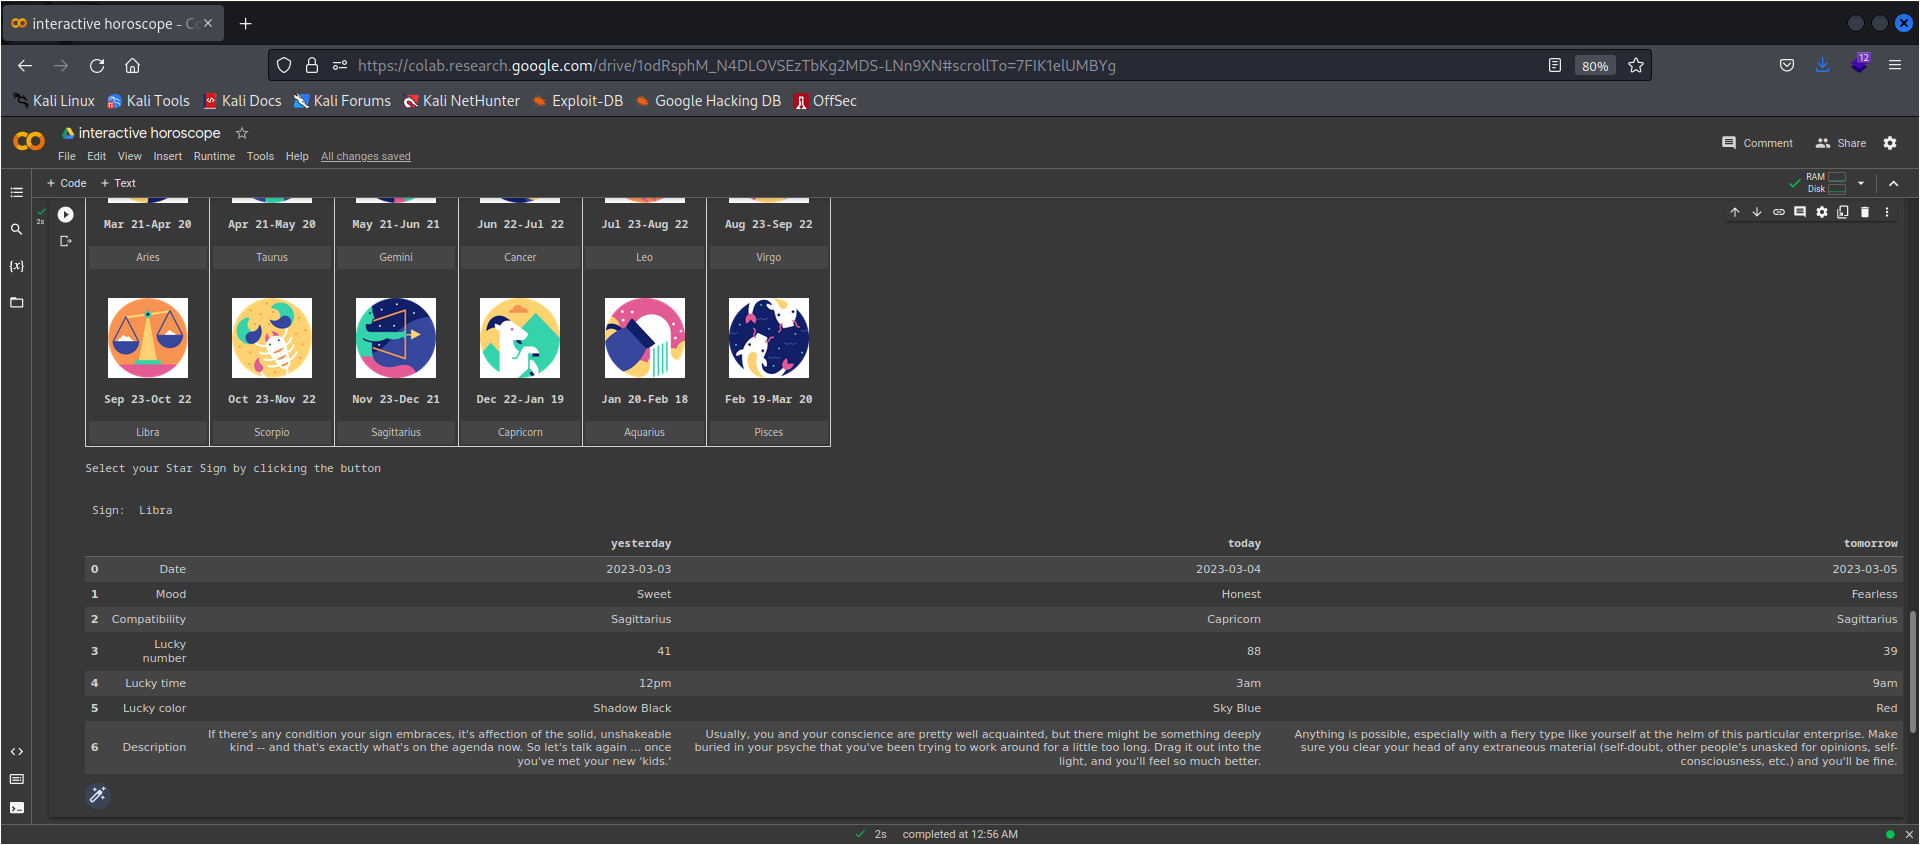 interactive horoscope - Co
https://colab.research.google.com/drive/1odRsphM_N4DLOVSEzTbKg2MDS-LNn9XN#scrollTo=7FIK1elUMBYg
80%
12
Kali Linux Kali Tools Kali Docs Kali Forums Kali NetHunter Exploit-DB Google Hacking DB OffSec
interactive horoscope
Comment Share
File Edit View Insert Runtime Tools Help All changes saved
+ Code + Text
RAM
Disk
2s
Mar 21-Apr 20 Apr 21-May 20 May 21-Jun 21 Jun 22-Jul 22 Jul 23-Aug 22 Aug 23-Sep 22
Aries Taurus Gemini Cancer Leo Virgo
Sep 23-Oct 22 Oct 23-Nov 22 Nov 23-Dec 21 Dec 22-Jan 19 Jan 20-Feb 18 Feb 19-Mar 20
Libra Scorpio Sagittarius Capricorn Aquarius Pisces
Select your Star Sign by clicking the button
Sign: Libra
yesterday today tomorrow
0 Date 2023-03-03 2023-03-04 2023-03-05
1 Mood Sweet Honest Fearless
2 Compatibility Sagittarius Capricorn Sagittarius
3 Lucky number 41 88 39
4 Lucky time 12pm 3am 9am
5 Lucky color Shadow Black Sky Blue Red
6 Description
If there's any condition your sign embraces, it's affection of the solid, unshakeable
kind -- and that's exactly what's on the agenda now. So let's talk again ... once
you've met your new 'kids.'
Usually, you and your conscience are pretty well acquainted, but there might be something deeply
buried in your psyche that you've been trying to work around for a little too long. Drag it out into the
light, and you'll feel so much better.
Anything is possible, especially with a fiery type like yourself at the helm of this particular enterprise. Make
sure you clear your head of any extraneous material (self-doubt, other people's unasked for opinions, self-
consciousness, etc.) and you'll be fine.
2s completed at 12:56 AM